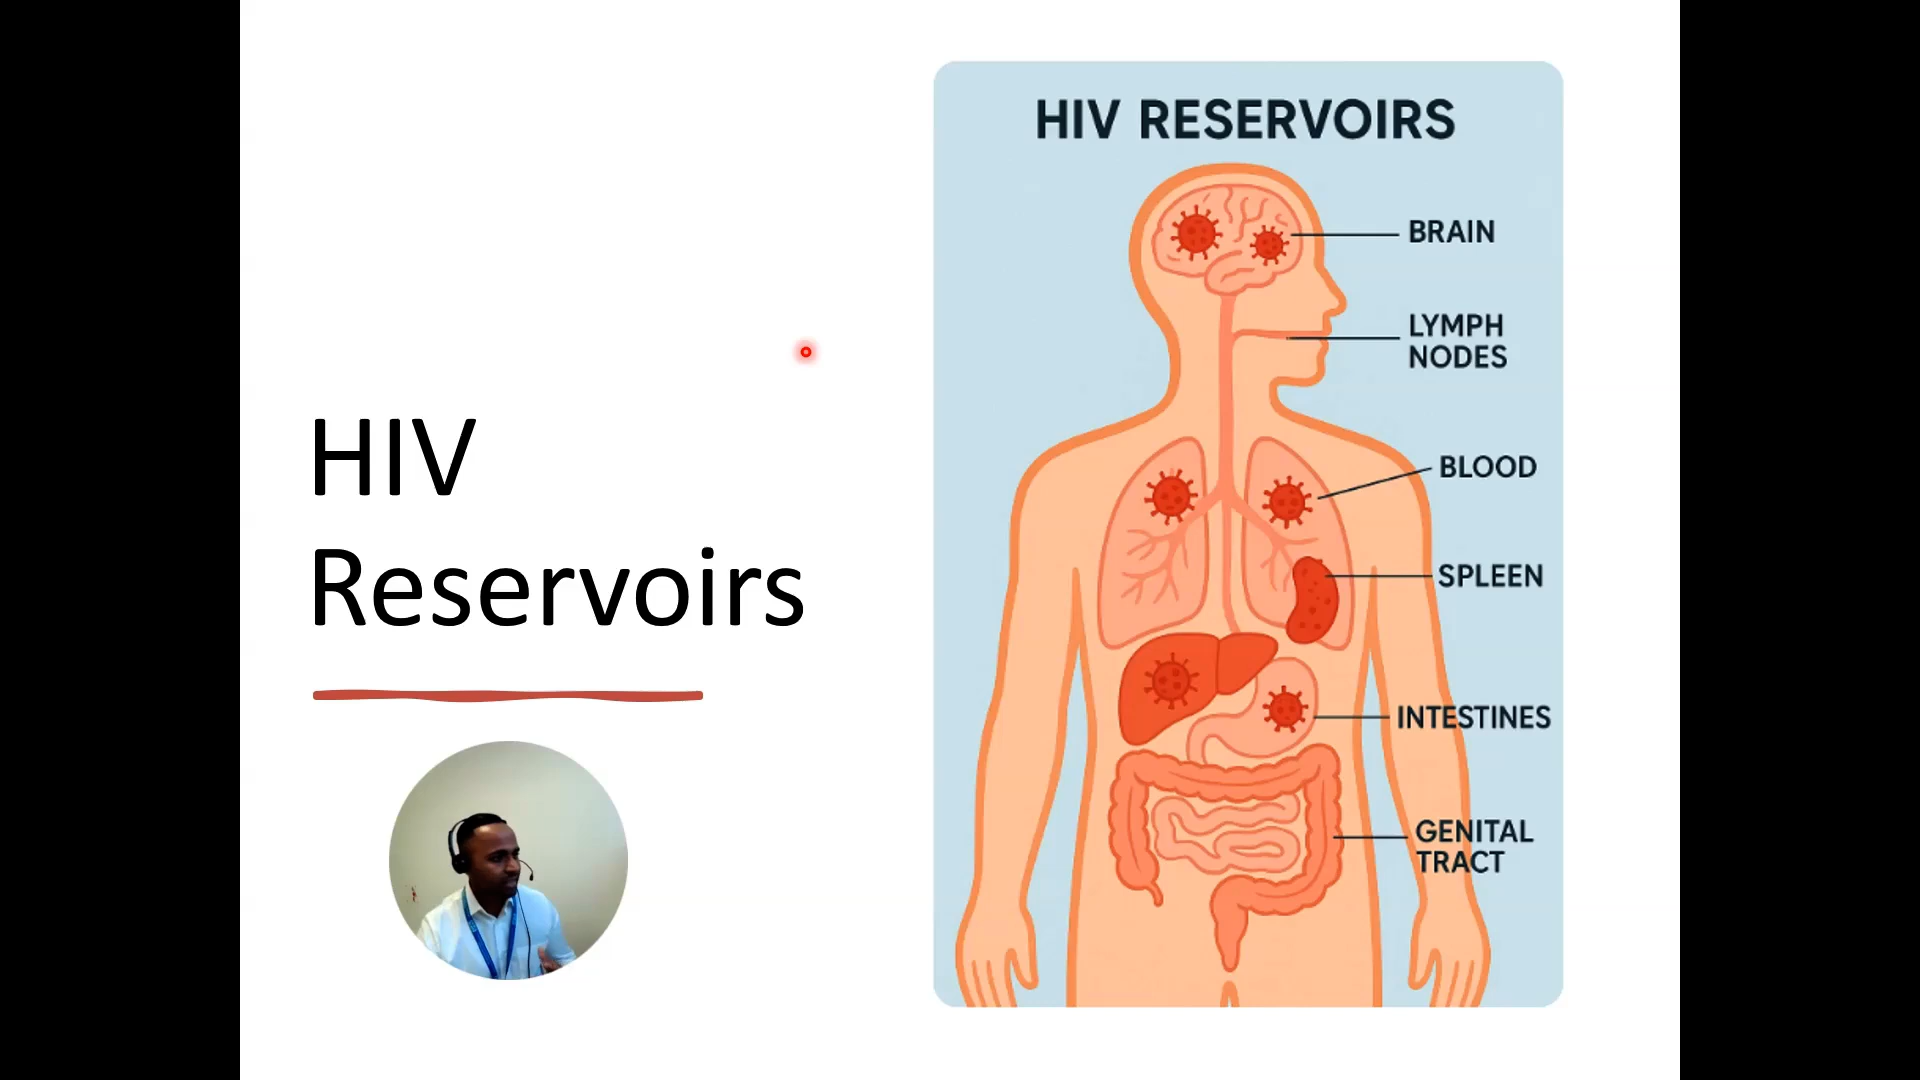 HIV
Reservoirs
HIV RESERVOIRS
BRAIN
LYMPH
NODES
BLOOD
SPLEEN
INTESTINES
GENITAL
TRACT